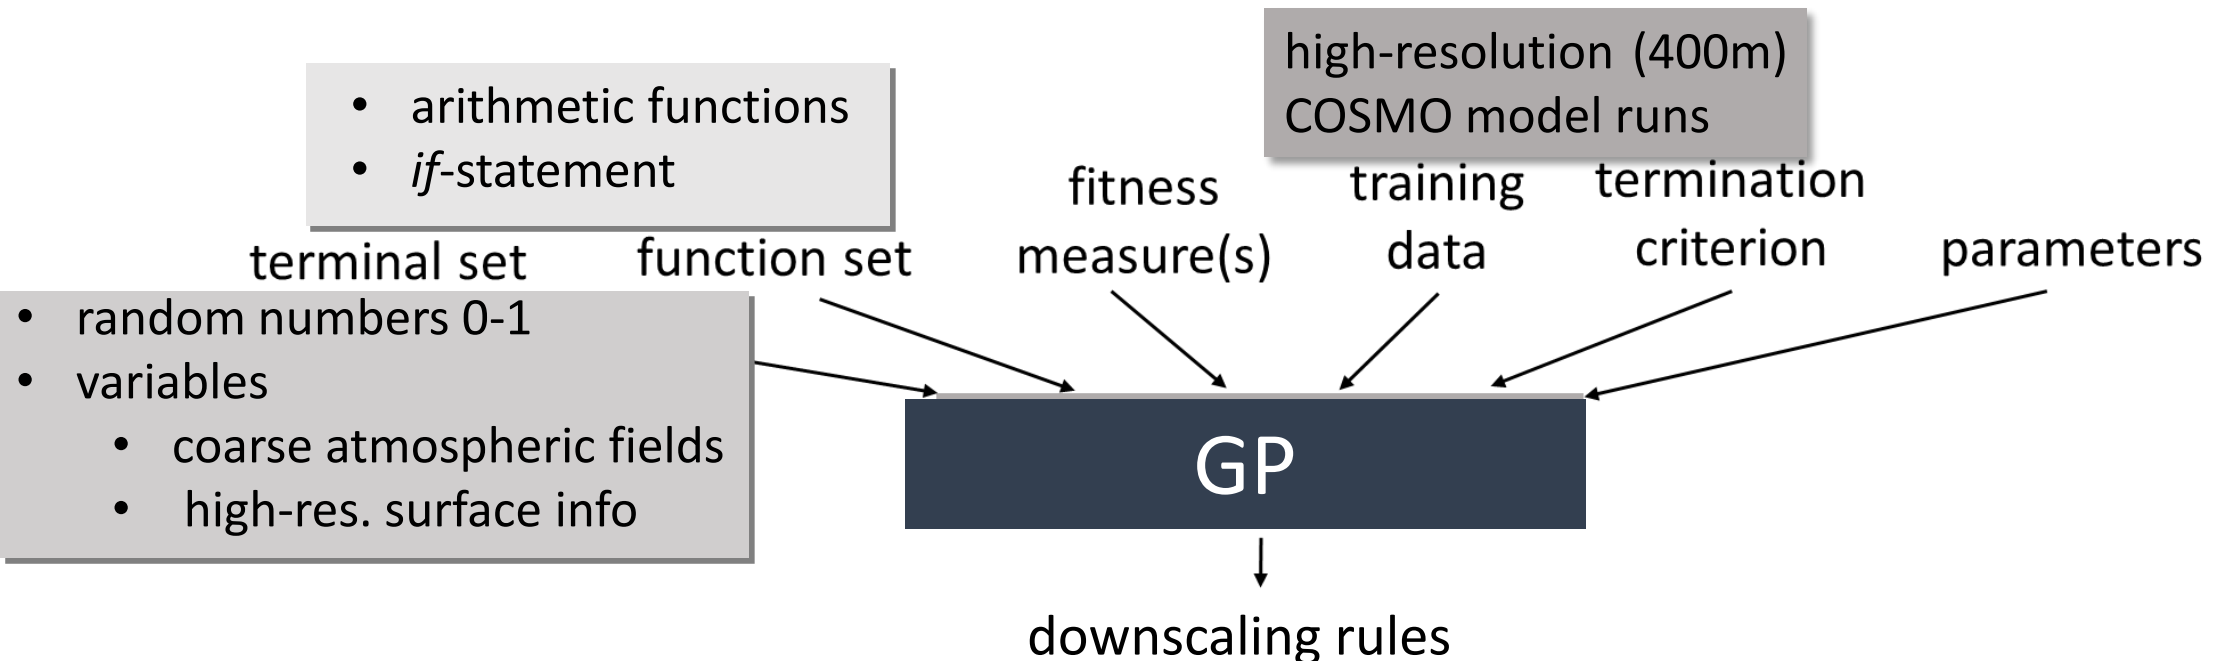 • arithmetic functions
• if-statement
high-resolution (400m)
COSMO model runs
terminal set
function set
fitness
measure(s)
training
data
termination
criterion
parameters
• random numbers 0-1
• variables
• coarse atmospheric fields
• high-res. surface info
GP
downscaling rules